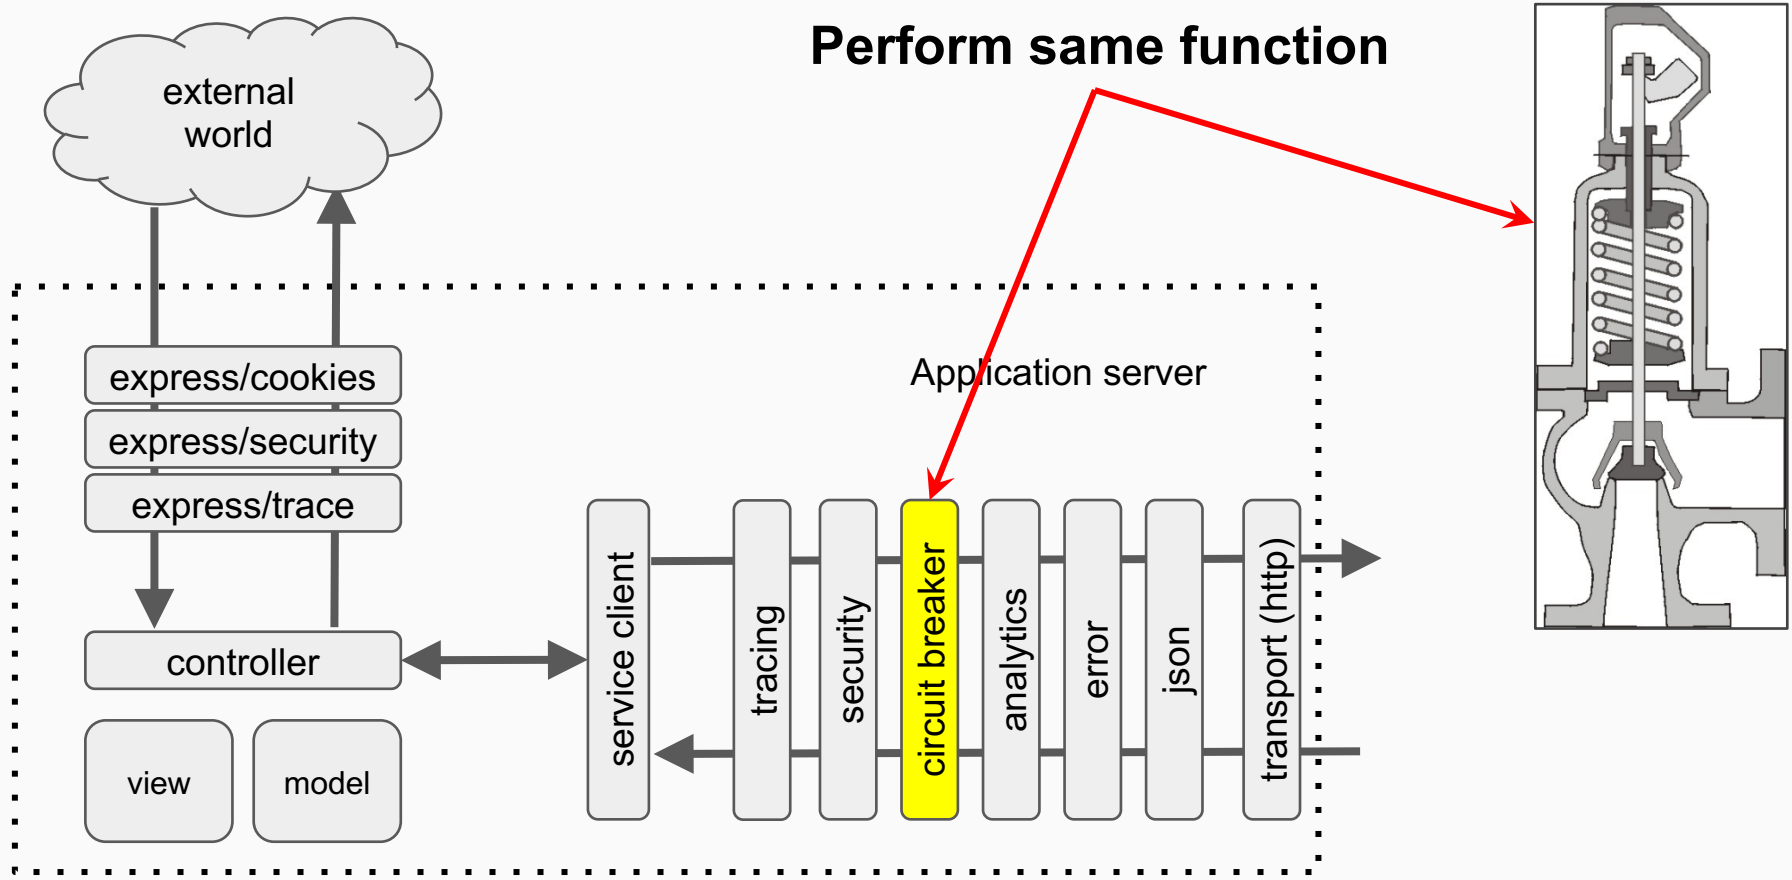 Perform same function
external
world
express/cookies
express/security
express/trace
Application server
controller
view
model
service client
tracing
security
circuit breaker
analytics
error
json
transport (http)